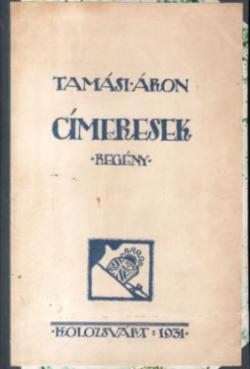 TAMÁSI·ÁRON
CÍMERESEK
·REGÉNY·
·KOLOZSVÁRT:1931·